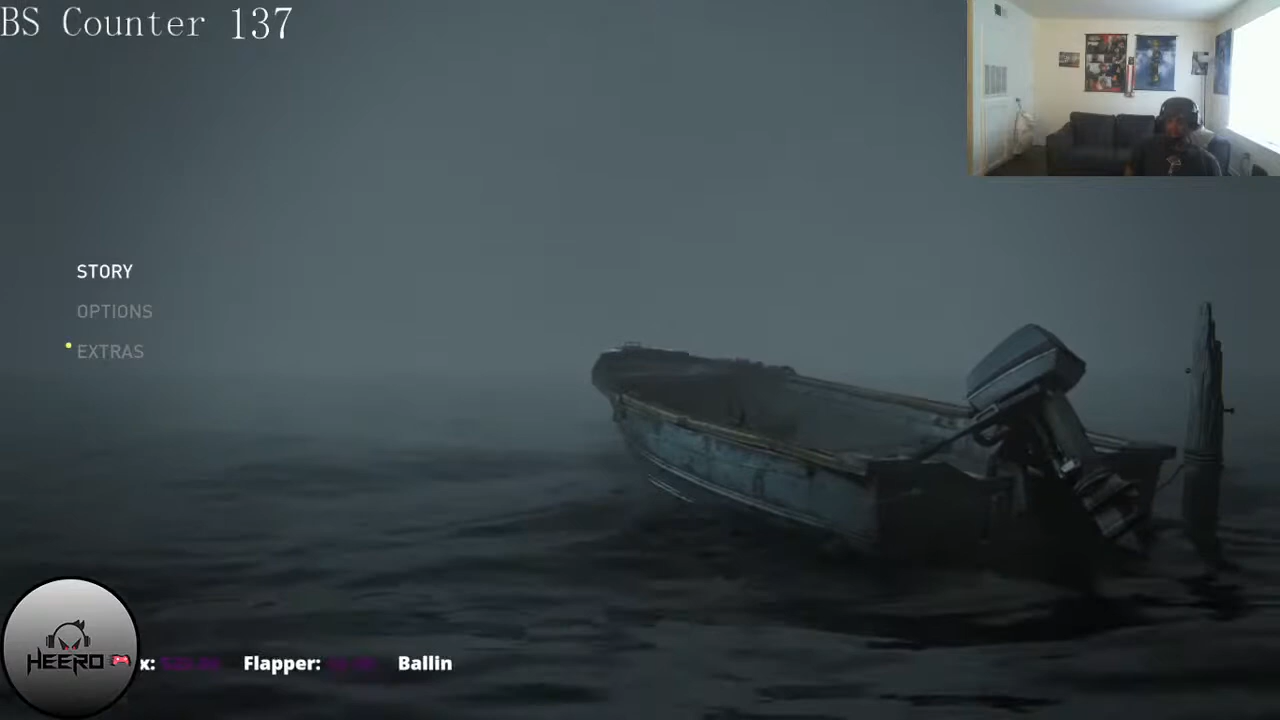 BS Counter 137
STORY
OPTIONS
EXTRAS
HEERO
x: Flapper: Ballin